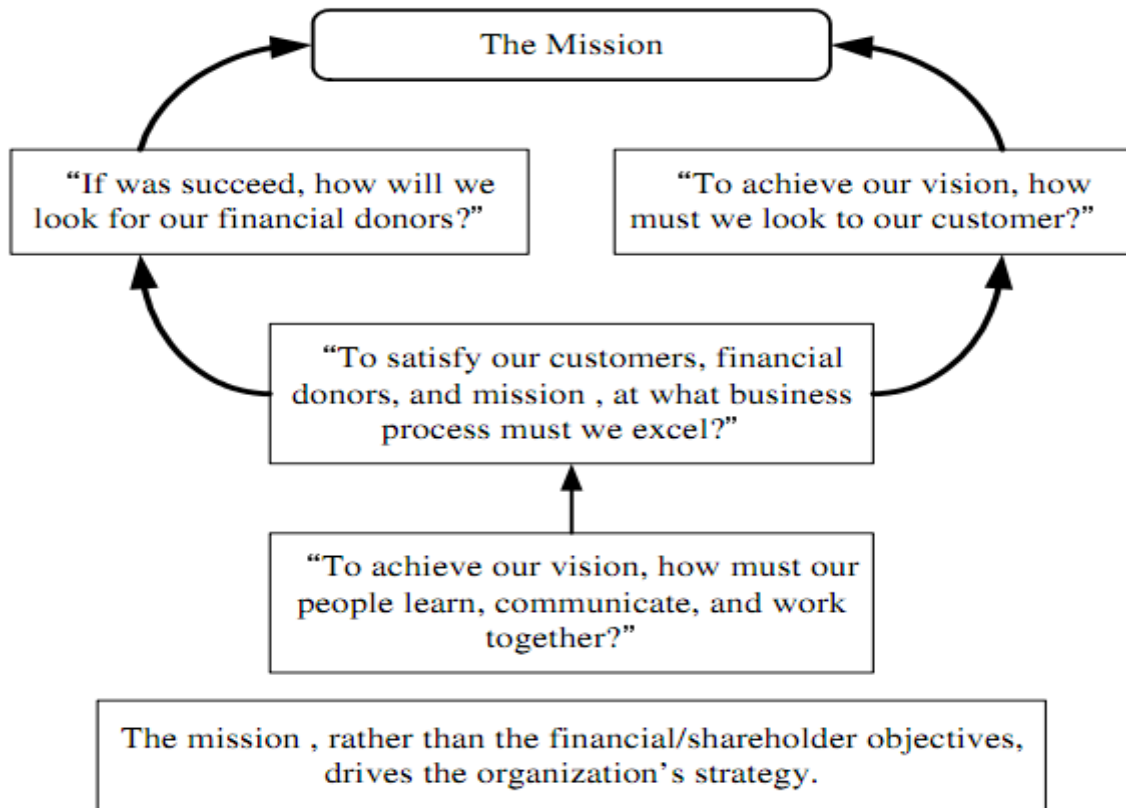 The Mission
“If was succeed, how will we
look for our financial donors?”
“To achieve our vision, how
must we look to our customer?”
“To satisfy our customers, financial
donors, and mission , at what business
process must we excel?”
“To achieve our vision, how must our
people learn, communicate, and work
together?”
The mission , rather than the financial/shareholder objectives,
drives the organization’s strategy.